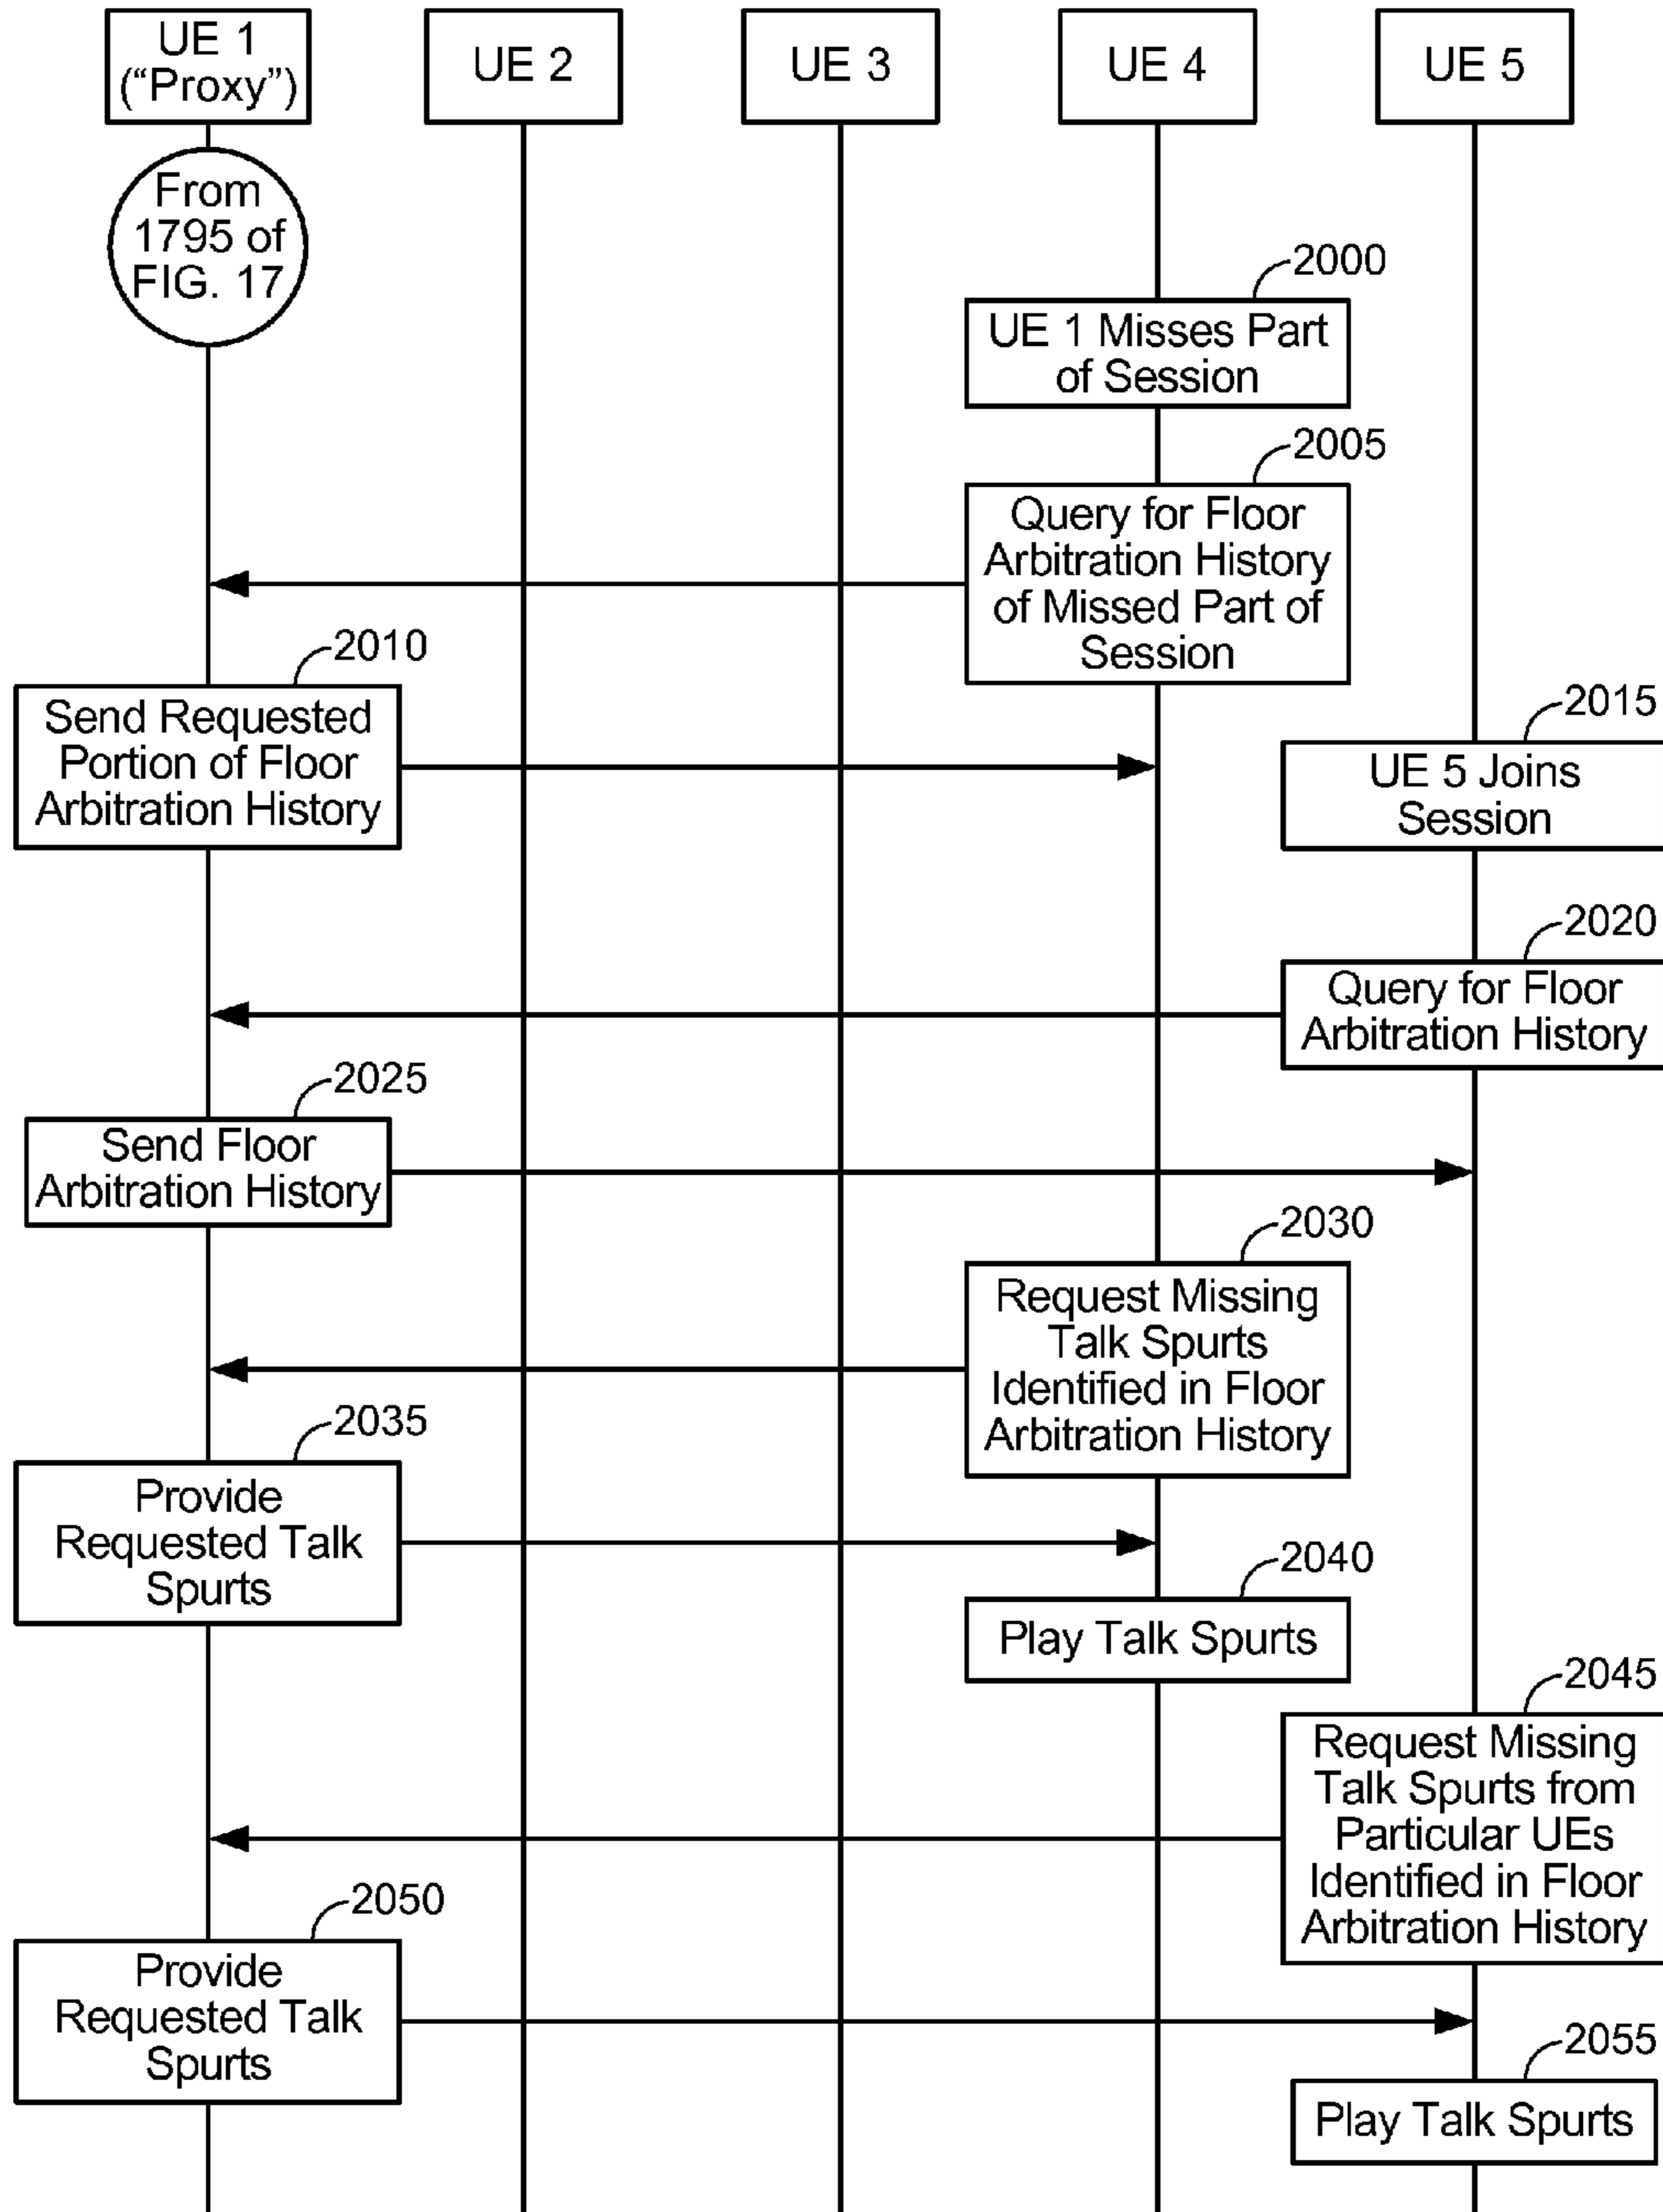 UE 1
(“Proxy”)
UE 2
UE 3
UE 4
UE 5
From
1795 of
FIG. 17
2000
UE 1 Misses Part
of Session
2005
Query for Floor
Arbitration History
of Missed Part of
Session
2010
Send Requested
Portion of Floor
Arbitration History
2015
UE 5 Joins
Session
2020
Query for Floor
Arbitration History
2025
Send Floor
Arbitration History
2030
Request Missing
Talk Spurts
Identified in Floor
Arbitration History
2035
Provide
Requested Talk
Spurts
2040
Play Talk Spurts
2045
Request Missing
Talk Spurts from
Particular UEs
Identified in Floor
Arbitration History
2050
Provide
Requested Talk
Spurts
2055
Play Talk Spurts